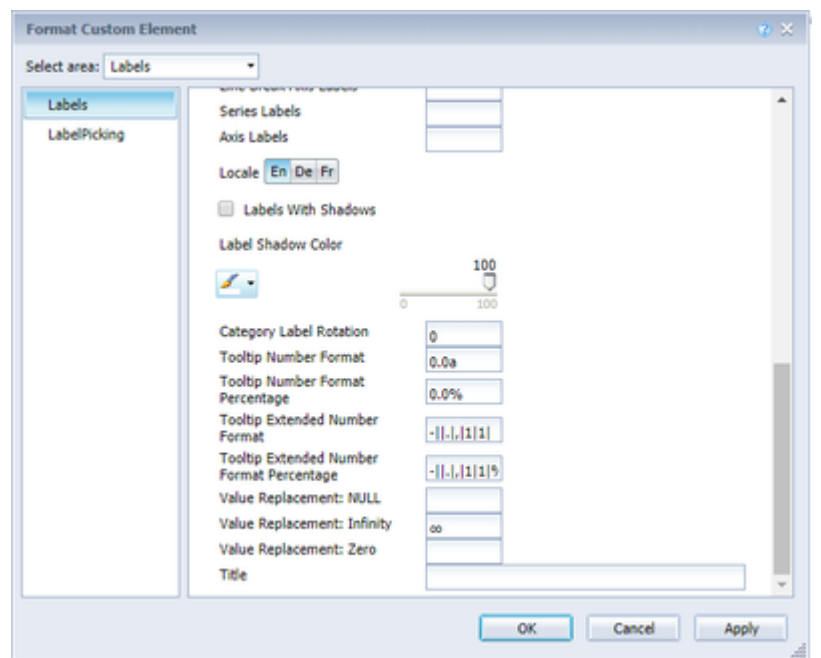 Format Custom Element
Select area: Labels
Labels
LabelPicking
Series Labels
Axis Labels
Locale En De Fr
Labels With Shadows
Label Shadow Color
100
0 100
Category Label Rotation 0
Tooltip Number Format 0.0a
Tooltip Number Format
Percentage 0.0%
Tooltip Extended Number
Format -||.|,|1|1|
Tooltip Extended Number
Format Percentage -||.|,|1|1|%
Value Replacement: NULL
Value Replacement: Infinity ∞
Value Replacement: Zero
Title
OK Cancel Apply